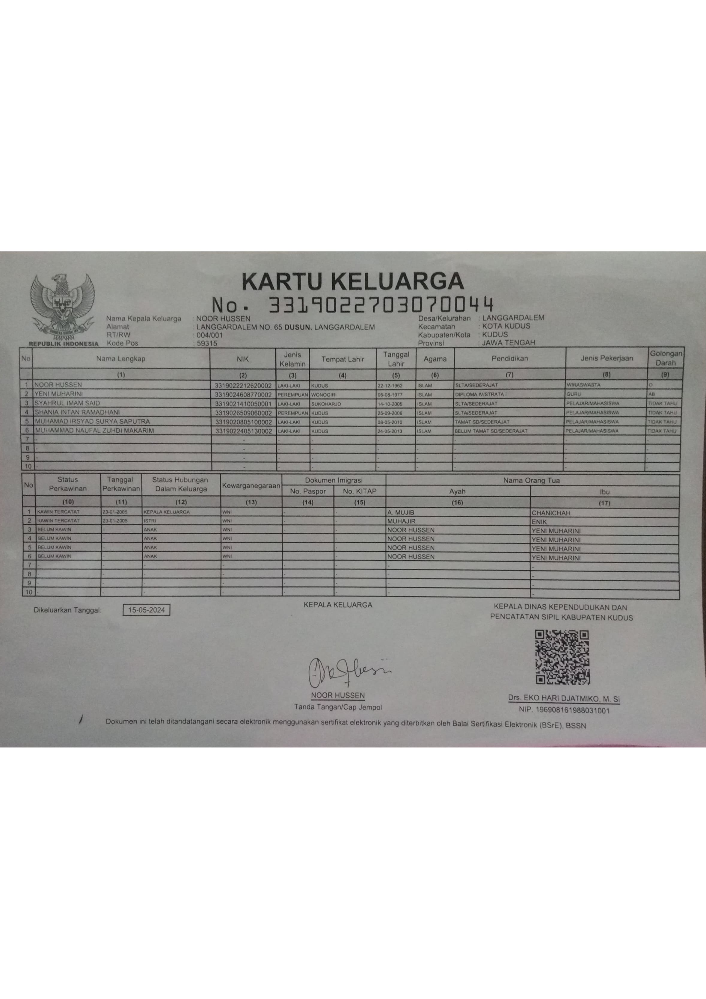 KARTU KELUARGA
No. 3319022703070044
REPUBLIK INDONESIA
Nama Kepala Keluarga : NOOR HUSSEN
Alamat : LANGGARDALEM NO. 65 DUSUN. LANGGARDALEM
RT/RW : 004/001
Kode Pos : 59315
Desa/Kelurahan : LANGGARDALEM
Kecamatan : KOTA KUDUS
Kabupaten/Kota : KUDUS
Provinsi : JAWA TENGAH
No Nama Lengkap NIK Jenis Kelamin Tempat Lahir Tanggal Lahir Agama Pendidikan Jenis Pekerjaan Golongan Darah
(1) (2) (3) (4) (5) (6) (7) (8) (9)
1 NOOR HUSSEN 3319022212620002 LAKI-LAKI KUDUS 22-12-1962 ISLAM SLTA/SEDERAJAT WIRASWASTA O
2 YENI MUHARINI 3319024608770002 PEREMPUAN WONOGIRI 06-08-1977 ISLAM DIPLOMA IV/STRATA I GURU AB
3 SYAHRUL IMAM SAID 3319021410050001 LAKI-LAKI SUKOHARJO 14-10-2005 ISLAM SLTA/SEDERAJAT PELAJAR/MAHASISWA TIDAK TAHU
4 SHANIA INTAN RAMADHANI 3319026509060002 PEREMPUAN KUDUS 25-09-2006 ISLAM SLTA/SEDERAJAT PELAJAR/MAHASISWA TIDAK TAHU
5 MUHAMAD IRSYAD SURYA SAPUTRA 3319020805100002 LAKI-LAKI KUDUS 08-05-2010 ISLAM TAMAT SD/SEDERAJAT PELAJAR/MAHASISWA TIDAK TAHU
6 MUHAMMAD NAUFAL ZUHDI MAKARIM 3319022405130002 LAKI-LAKI KUDUS 24-05-2013 ISLAM BELUM TAMAT SD/SEDERAJAT PELAJAR/MAHASISWA TIDAK TAHU
7 - - - - - - - - -
8 - - - - - - - - -
9 - - - - - - - - -
10 - - - - - - - - -
No Status Perkawinan Tanggal Perkawinan Status Hubungan Dalam Keluarga Kewarganegaraan Dokumen Imigrasi Nama Orang Tua
No. Paspor No. KITAP Ayah Ibu
(10) (11) (12) (13) (14) (15) (16) (17)
1 KAWIN TERCATAT 23-01-2005 KEPALA KELUARGA WNI - - A. MUJIB CHANICHAH
2 KAWIN TERCATAT 23-01-2005 ISTRI WNI - - MUHAJIR ENIK
3 BELUM KAWIN - ANAK WNI - - NOOR HUSSEN YENI MUHARINI
4 BELUM KAWIN - ANAK WNI - - NOOR HUSSEN YENI MUHARINI
5 BELUM KAWIN - ANAK WNI - - NOOR HUSSEN YENI MUHARINI
6 BELUM KAWIN - ANAK WNI - - NOOR HUSSEN YENI MUHARINI
7 - - - - - - - -
8 - - - - - - - -
9 - - - - - - - -
10 - - - - - - - -
Dikeluarkan Tanggal: 15-05-2024
KEPALA KELUARGA
NOOR HUSSEN
Tanda Tangan/Cap Jempol
KEPALA DINAS KEPENDUDUKAN DAN
PENCATATAN SIPIL KABUPATEN KUDUS
Drs. EKO HARI DJATMIKO, M. Si
NIP. 196908161988031001
Dokumen ini telah ditandatangani secara elektronik menggunakan sertifikat elektronik yang diterbitkan oleh Balai Sertifikasi Elektronik (BSrE), BSSN